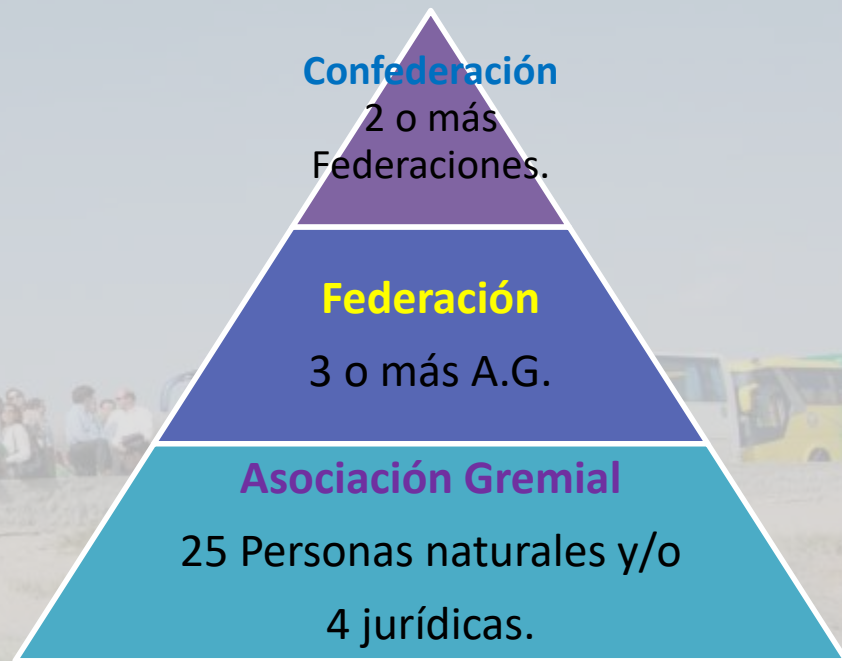 Confederación
2 o más
Federaciones.
Federación
3 o más A.G.
Asociación Gremial
25 Personas naturales y/o
4 jurídicas.